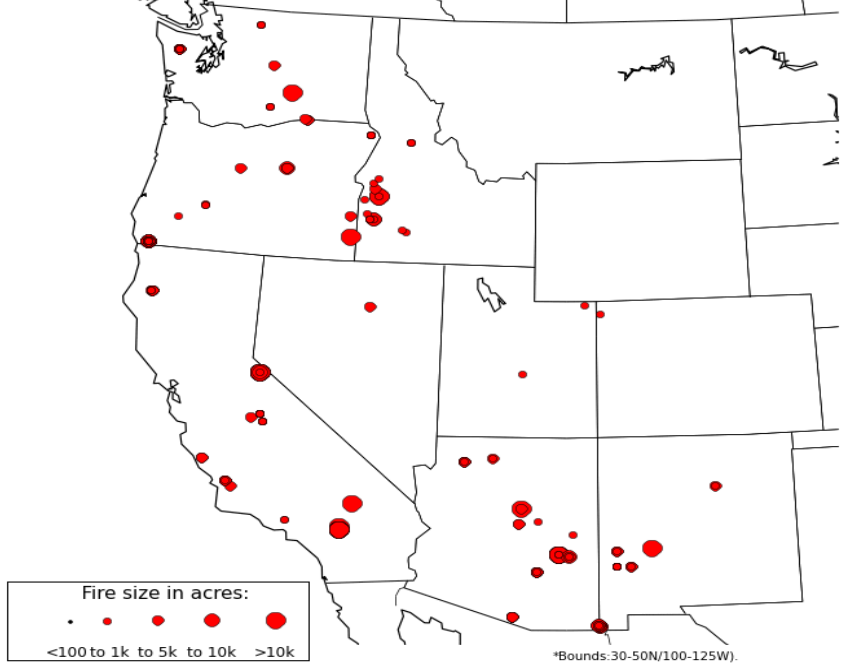 Fire size in acres:
<100 to 1k to 5k to 10k >10k
*Bounds:30-50N/100-125W).